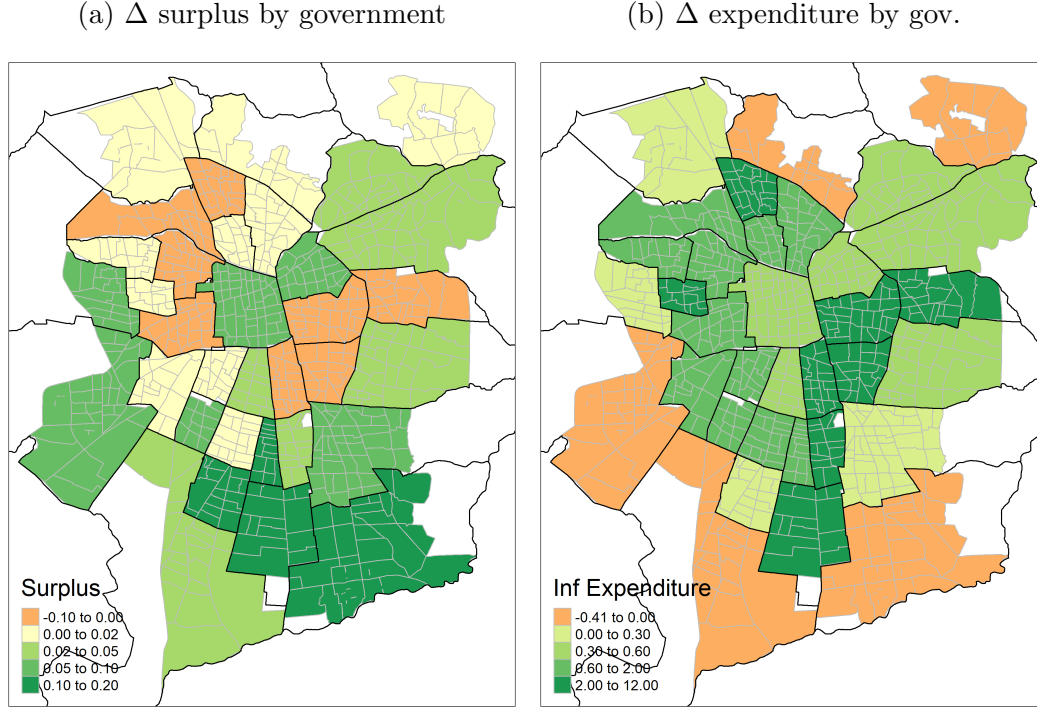 (a) Δ surplus by government
(b) Δ expenditure by gov.
Surplus
-0.10 to 0.00
0.00 to 0.02
0.02 to 0.05
0.05 to 0.10
0.10 to 0.20
Inf Expenditure
-0.41 to 0.00
0.00 to 0.30
0.30 to 0.60
0.60 to 2.00
2.00 to 12.00